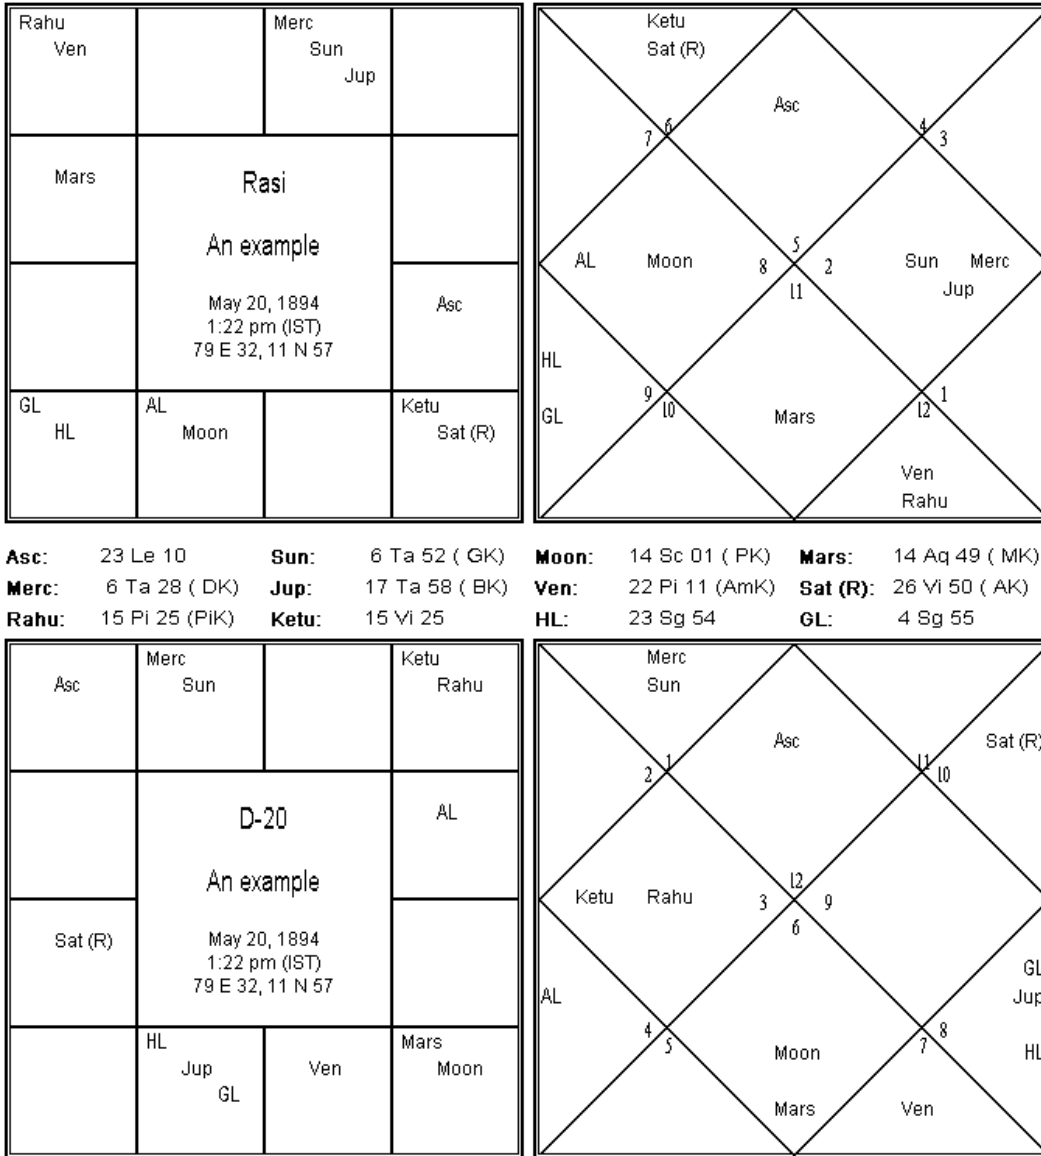 Rahu
Ven
Merc
Sun
Jup
Mars
Rasi
An example
May 20, 1894
1:22 pm (IST)
79 E 32, 11 N 57
Asc
GL
HL
AL
Moon
Ketu
Sat (R)
Ketu
Sat (R)
Asc
6
7
4
3
AL
Moon
5
8
2
11
Sun Merc
Jup
HL
GL
9
10
Mars
1
12
Ven
Rahu
Asc: 23 Le 10 Sun: 6 Ta 52 ( GK) Moon: 14 Sc 01 ( PK) Mars: 14 Aq 49 ( MK)
Merc: 6 Ta 28 ( DK) Jup: 17 Ta 58 ( BK) Ven: 22 Pi 11 (AmK) Sat (R): 26 Vi 50 ( AK)
Rahu: 15 Pi 25 (PiK) Ketu: 15 Vi 25 HL: 23 Sg 54 GL: 4 Sg 55
Asc
Merc
Sun
Ketu
Rahu
D-20
An example
May 20, 1894
1:22 pm (IST)
79 E 32, 11 N 57
AL
Sat (R)
HL
Jup
GL
Ven
Mars
Moon
Merc
Sun
Asc
Sat (R)
1
2
11
10
Ketu Rahu
12
3
9
6
AL
GL
Jup
HL
4
5
Moon
Mars
8
7
Ven